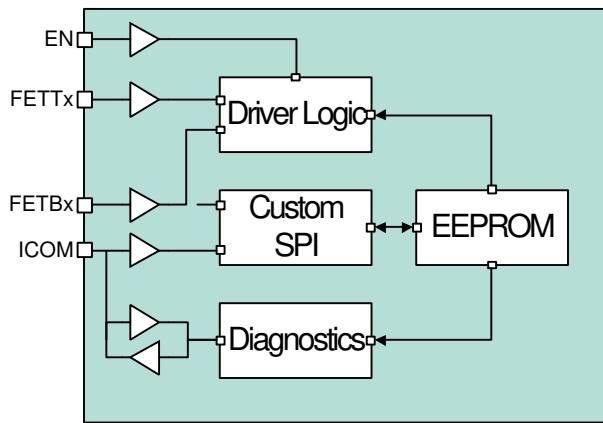 EN
FETTx
Driver Logic
FETBx
Custom
SPI
EEPROM
ICOM
Diagnostics